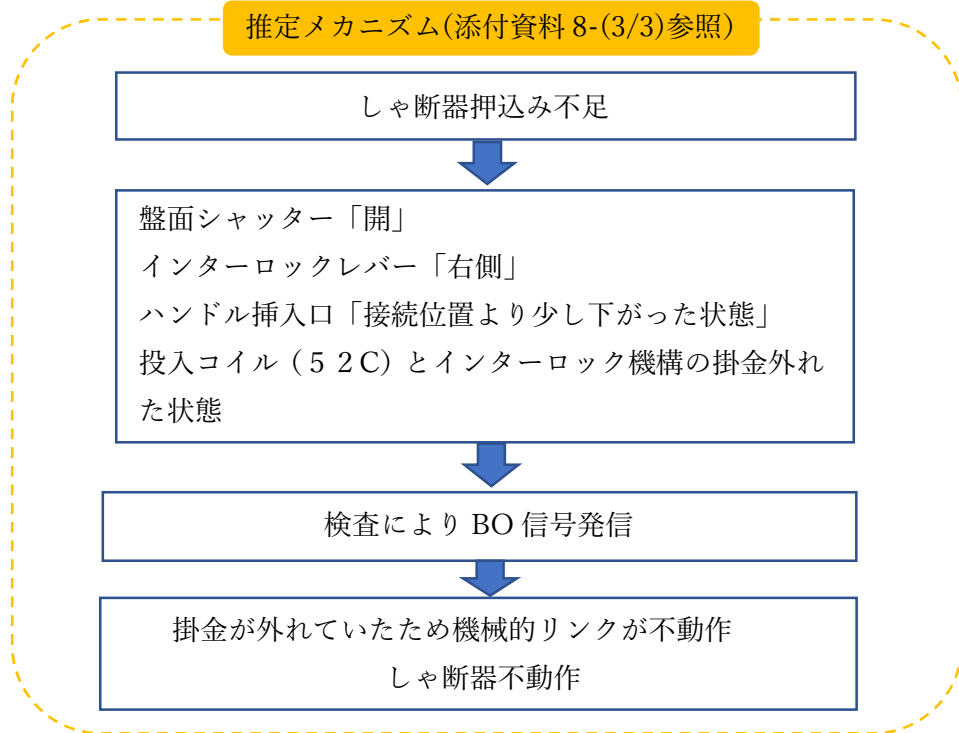 推定メカニズム(添付資料 8-(3/3)参照)
しゃ断器押込み不足
盤面シャッター「開」
インターロックレバー「右側」
ハンドル挿入口「接続位置より少し下がった状態」
投入コイル（５２C）とインターロック機構の掛金外れ
た状態
検査により BO 信号発信
掛金が外れていたため機械的リンクが不動作
しゃ断器不動作